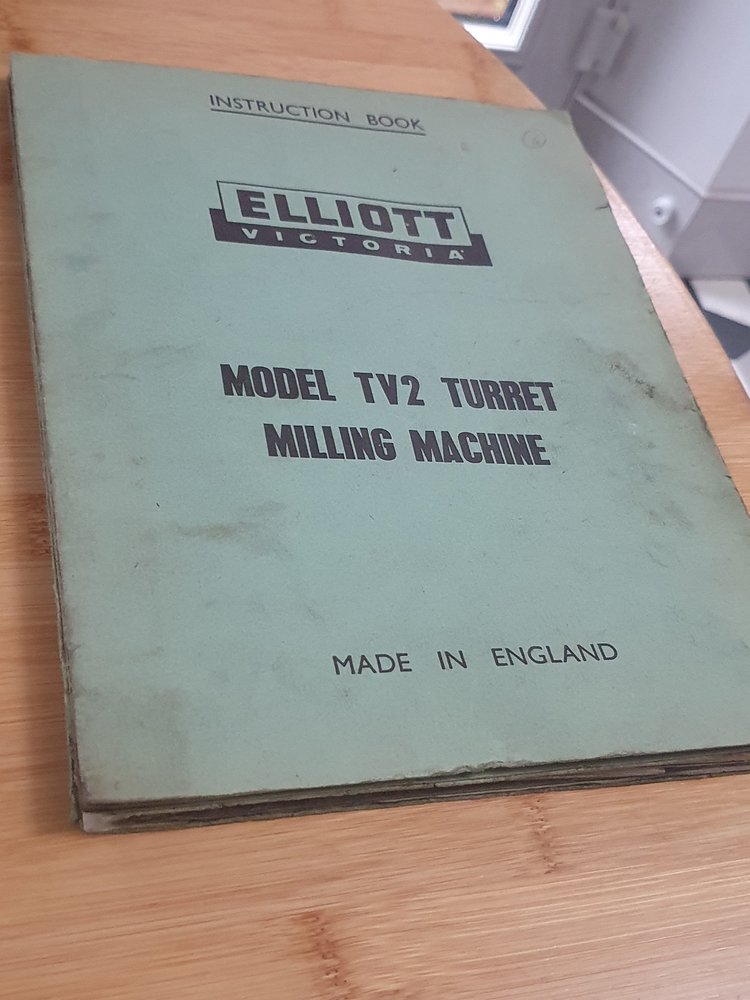 INSTRUCTION BOOK
ELLIOTT
VICTORIA
MODEL TV2 TURRET
MILLING MACHINE
MADE IN ENGLAND